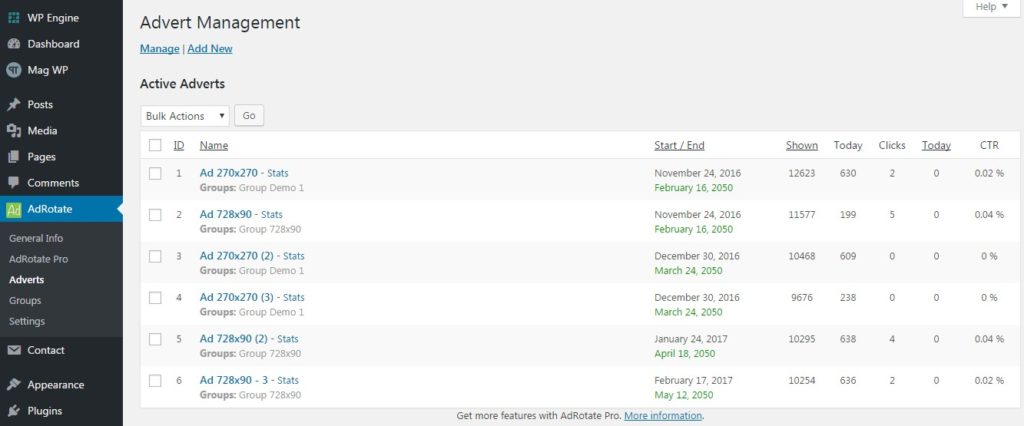 Help ▼
WP Engine
Dashboard
Mag WP
Posts
Media
Pages
Comments
Ad AdRotate
General Info
AdRotate Pro
Adverts
Groups
Settings
Contact
Appearance
Plugins
Advert Management
Manage | Add New
Active Adverts
Bulk Actions ▼ Go
ID Name Start / End Shown Today Clicks Today CTR
1 Ad 270x270 - Stats November 24, 2016 12623 630 2 0 0.02 %
Groups: Group Demo 1 February 16, 2050
2 Ad 728x90 - Stats November 24, 2016 11577 199 5 0 0.04 %
Groups: Group 728x90 February 16, 2050
3 Ad 270x270 (2) - Stats December 30, 2016 10468 609 0 0 0 %
Groups: Group Demo 1 March 24, 2050
4 Ad 270x270 (3) - Stats December 30, 2016 9676 238 0 0 0 %
Groups: Group Demo 1 March 24, 2050
5 Ad 728x90 (2) - Stats January 24, 2017 10295 638 4 0 0.04 %
Groups: Group 728x90 April 18, 2050
6 Ad 728x90 - 3 - Stats February 17, 2017 10254 636 2 0 0.02 %
Groups: Group 728x90 May 12, 2050
Get more features with AdRotate Pro. More information.